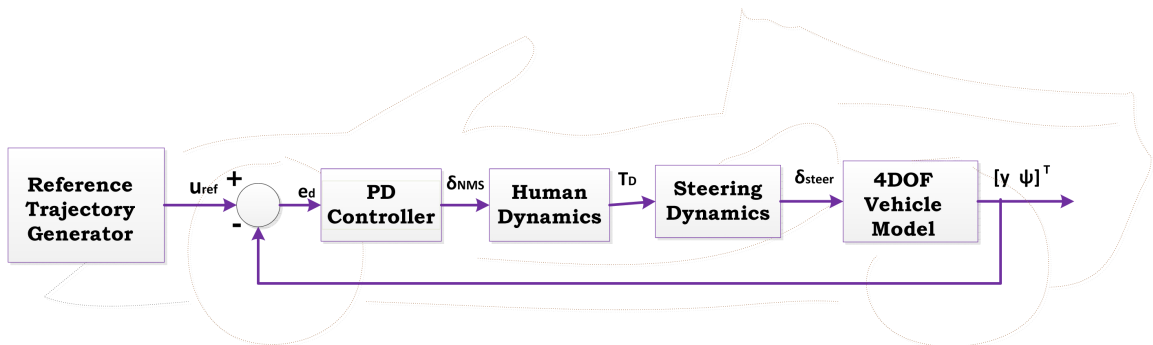 Reference
Trajectory
Generator
uref
+
-
ed
PD
Controller
δNMS
Human
Dynamics
TD
Steering
Dynamics
δsteer
4DOF
Vehicle
Model
[y ψ]ᵀ